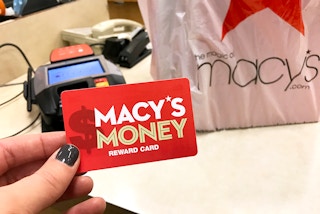 MACY'S
MONEY
REWARD CARD
the magic of
macy's
.com